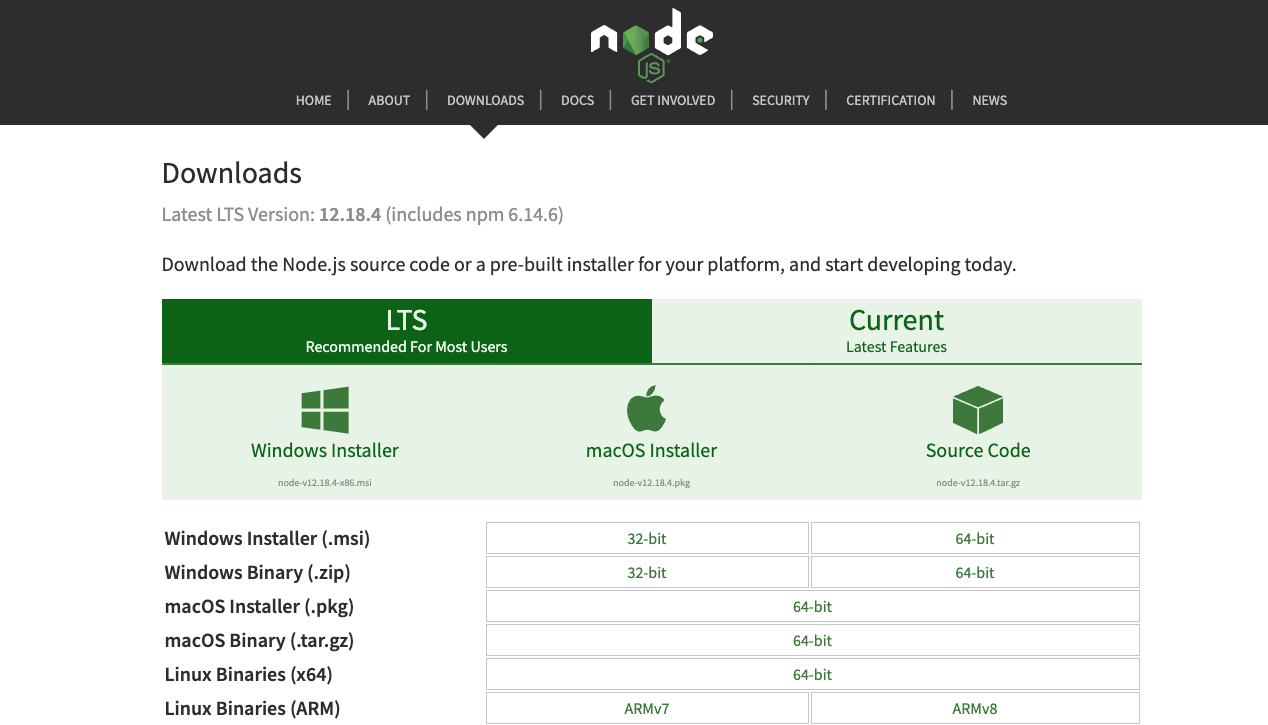 node
JS
HOME ABOUT DOWNLOADS DOCS GET INVOLVED SECURITY CERTIFICATION NEWS
Downloads
Latest LTS Version: 12.18.4 (includes npm 6.14.6)
Download the Node.js source code or a pre-built installer for your platform, and start developing today.
LTS
Recommended For Most Users
Current
Latest Features
Windows Installer
node-v12.18.4-x86.msi
macOS Installer
node-v12.18.4.pkg
Source Code
node-v12.18.4.tar.gz
Windows Installer (.msi) 32-bit 64-bit
Windows Binary (.zip) 32-bit 64-bit
macOS Installer (.pkg) 64-bit
macOS Binary (.tar.gz) 64-bit
Linux Binaries (x64) 64-bit
Linux Binaries (ARM) ARMv7 ARMv8